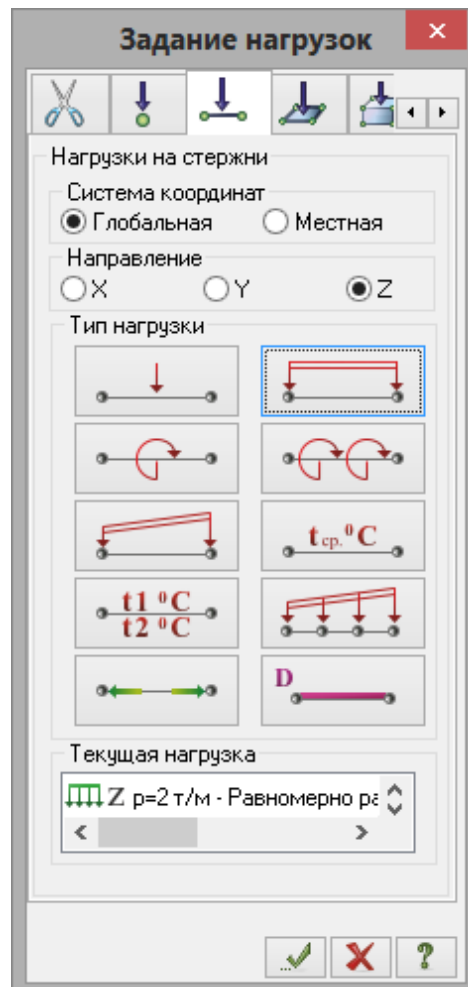 Задание нагрузок
Нагрузки на стержни
Система координат
Глобальная Местная
Направление
X Y Z
Тип нагрузки
t ср. ⁰C
t1 ⁰C
t2 ⁰C
D
Текущая нагрузка
Z p=2 т/м - Равномерно ра